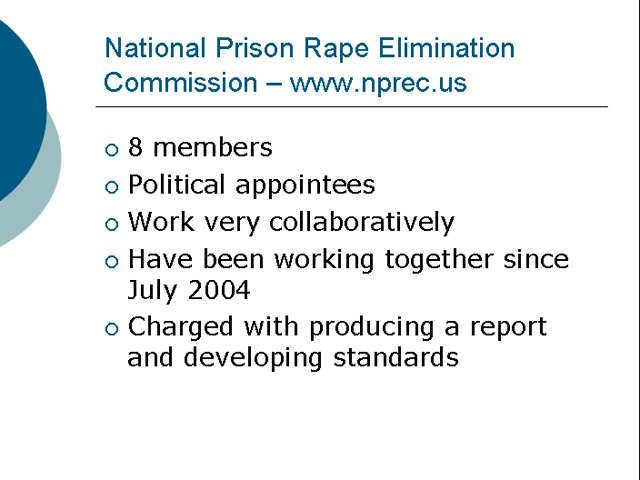 National Prison Rape Elimination
Commission – www.nprec.us
8 members
Political appointees
Work very collaboratively
Have been working together since
July 2004
Charged with producing a report
and developing standards